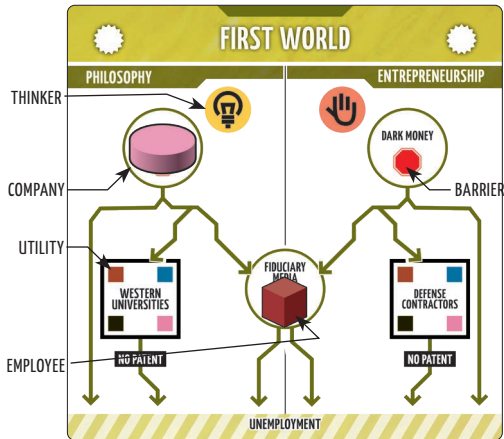 FIRST WORLD
PHILOSOPHY
ENTREPRENEURSHIP
THINKER
DARK MONEY
COMPANY
BARRIER
UTILITY
FIDUCIARY
MEDIA
WESTERN
UNIVERSITIES
DEFENSE
CONTRACTORS
EMPLOYEE
NO PATENT
NO PATENT
UNEMPLOYMENT